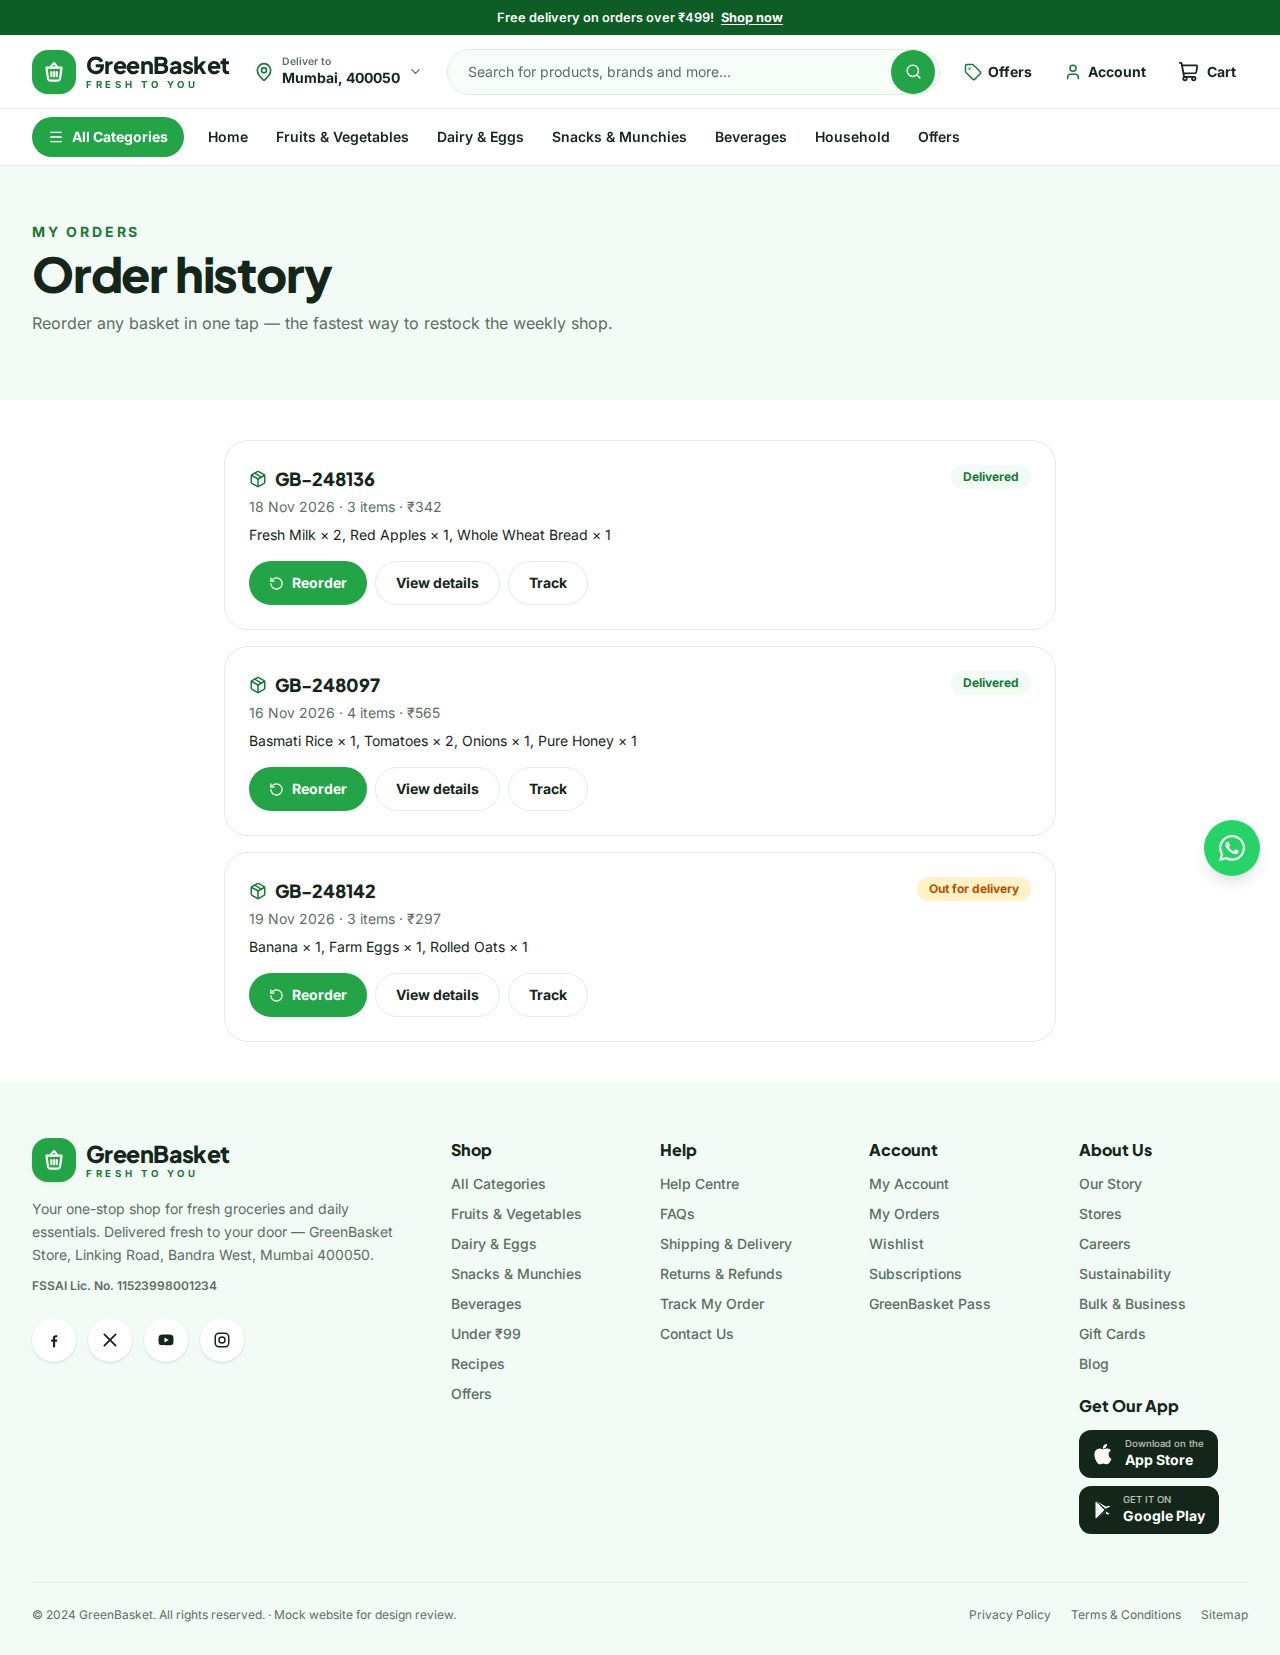 Free delivery on orders over ₹499! Shop now
GreenBasket
FRESH TO YOU
Deliver to
Mumbai, 400050
Search for products, brands and more...
Offers
Account
Cart
All Categories
Home
Fruits & Vegetables
Dairy & Eggs
Snacks & Munchies
Beverages
Household
Offers
MY ORDERS
Order history
Reorder any basket in one tap — the fastest way to restock the weekly shop.
GB-248136
Delivered
18 Nov 2026 · 3 items · ₹342
Fresh Milk × 2, Red Apples × 1, Whole Wheat Bread × 1
Reorder
View details
Track
GB-248097
Delivered
16 Nov 2026 · 4 items · ₹565
Basmati Rice × 1, Tomatoes × 2, Onions × 1, Pure Honey × 1
Reorder
View details
Track
GB-248142
Out for delivery
19 Nov 2026 · 3 items · ₹297
Banana × 1, Farm Eggs × 1, Rolled Oats × 1
Reorder
View details
Track
GreenBasket
FRESH TO YOU
Your one-stop shop for fresh groceries and daily
essentials. Delivered fresh to your door — GreenBasket
Store, Linking Road, Bandra West, Mumbai 400050.
FSSAI Lic. No. 11523998001234
Shop
All Categories
Fruits & Vegetables
Dairy & Eggs
Snacks & Munchies
Beverages
Under ₹99
Recipes
Offers
Help
Help Centre
FAQs
Shipping & Delivery
Returns & Refunds
Track My Order
Contact Us
Account
My Account
My Orders
Wishlist
Subscriptions
GreenBasket Pass
About Us
Our Story
Stores
Careers
Sustainability
Bulk & Business
Gift Cards
Blog
Get Our App
Download on the
App Store
GET IT ON
Google Play
© 2024 GreenBasket. All rights reserved. · Mock website for design review.
Privacy Policy
Terms & Conditions
Sitemap